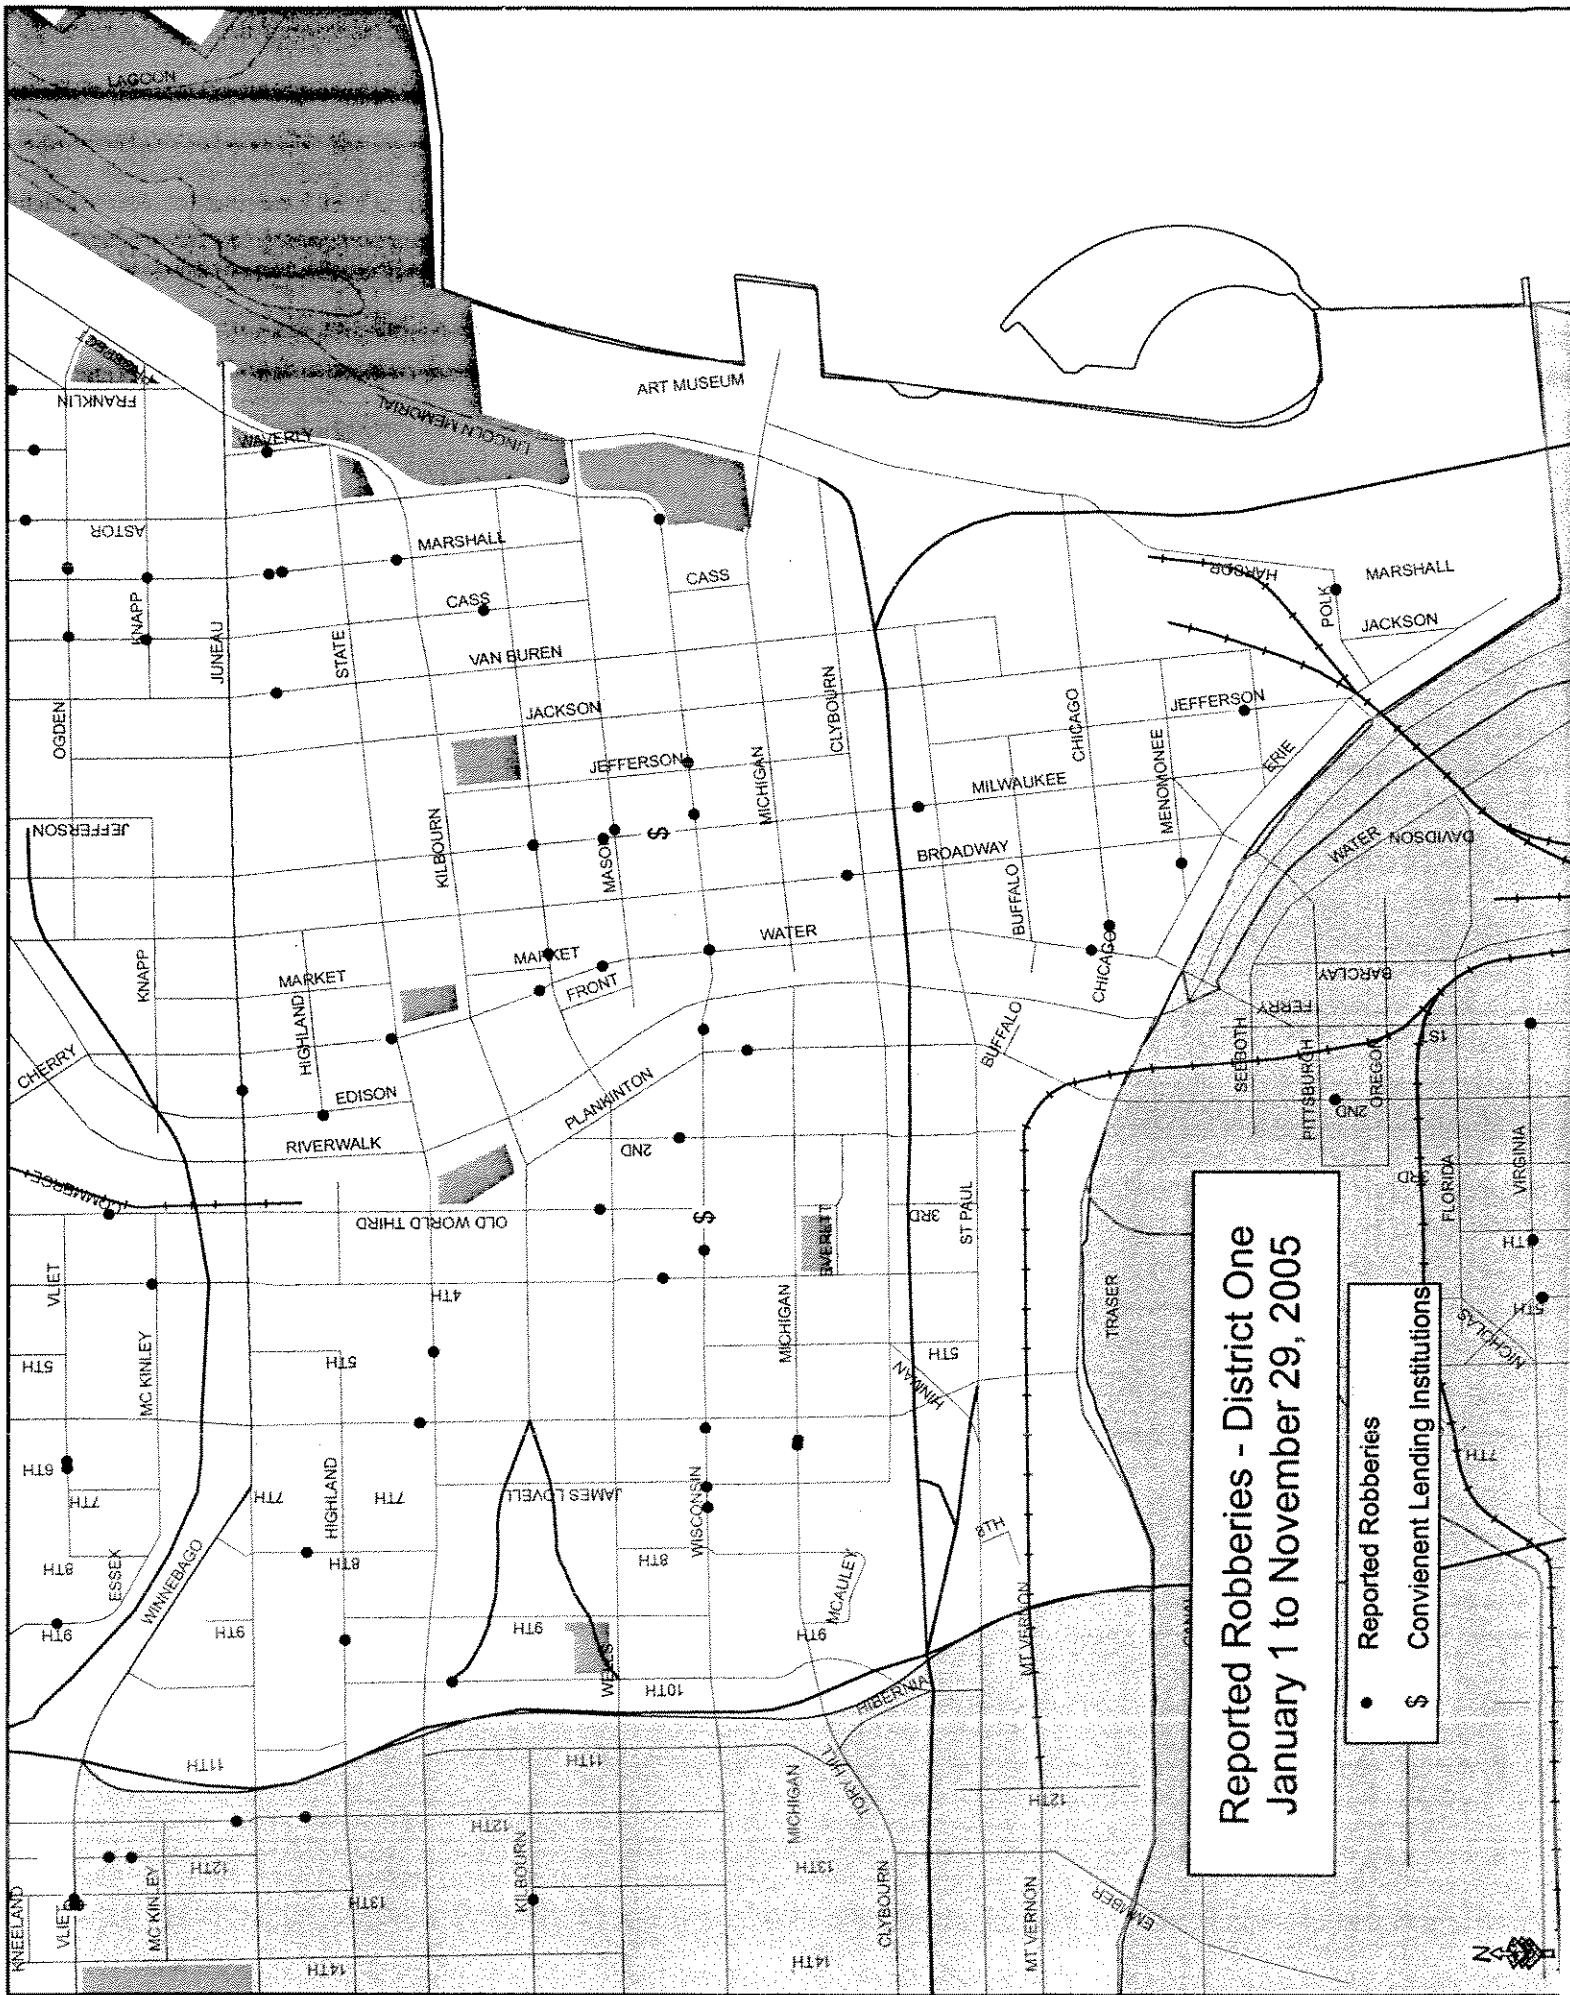 LAGOON
PROSPECT
FRANKLIN
WAVERLY
LINCOLN MEMORIAL
ART MUSEUM
ASTOR
MARSHALL
CASS
CASS
KNAPP
JUNEAU
STATE
VAN BUREN
OGDEN
JACKSON
CLYBOURN
HARBOR
POLK
MARSHALL
JACKSON
JEFFERSON
MICHIGAN
CHICAGO
JEFFERSON
MENOMONEE
MILWAUKEE
ERIE
JEFFERSON
KILBOURN
MASON
$
BROADWAY
BUFFALO
WATER
DAVIDSON
KNAPP
MARKET
MARKET
FRONT
WATER
CHICAGO
BARCLAY
FERRY
HIGHLAND
CHERRY
EDISON
PLANKINTON
BUFFALO
SEEBOTH
PITTSBURGH
OREGON
1S
2ND
RIVERWALK
2ND
COMMERCE
OLD WORLD THIRD
$
EVERETT
3RD
ST PAUL
3RD
FLORIDA
VIRGINIA
VLIET
4TH
MICHIGAN
TRASER
5TH
NICHOLAS
5TH
MC KINLEY
5TH
5TH
HINMAN
6TH
7TH
7TH
HIGHLAND
7TH
JAMES LOVELL
WISCONSIN
8TH
7TH
8TH
ESSEX
WINNEBAGO
8TH
8TH
MCAULEY
MT VERNON
9TH
9TH
9TH
9TH
WELLS
10TH
HIBERNIA
11TH
11TH
MICHIGAN
TORY HILL
12TH
12TH
12TH
13TH
KNEELAND
VLIET
MC KINLEY
13TH
KILBOURN
CLYBOURN
MT VERNON
EMMBER
14TH
14TH
Reported Robberies - District One
January 1 to November 29, 2005
Reported Robberies
$ Convienent Lending Institutions
N